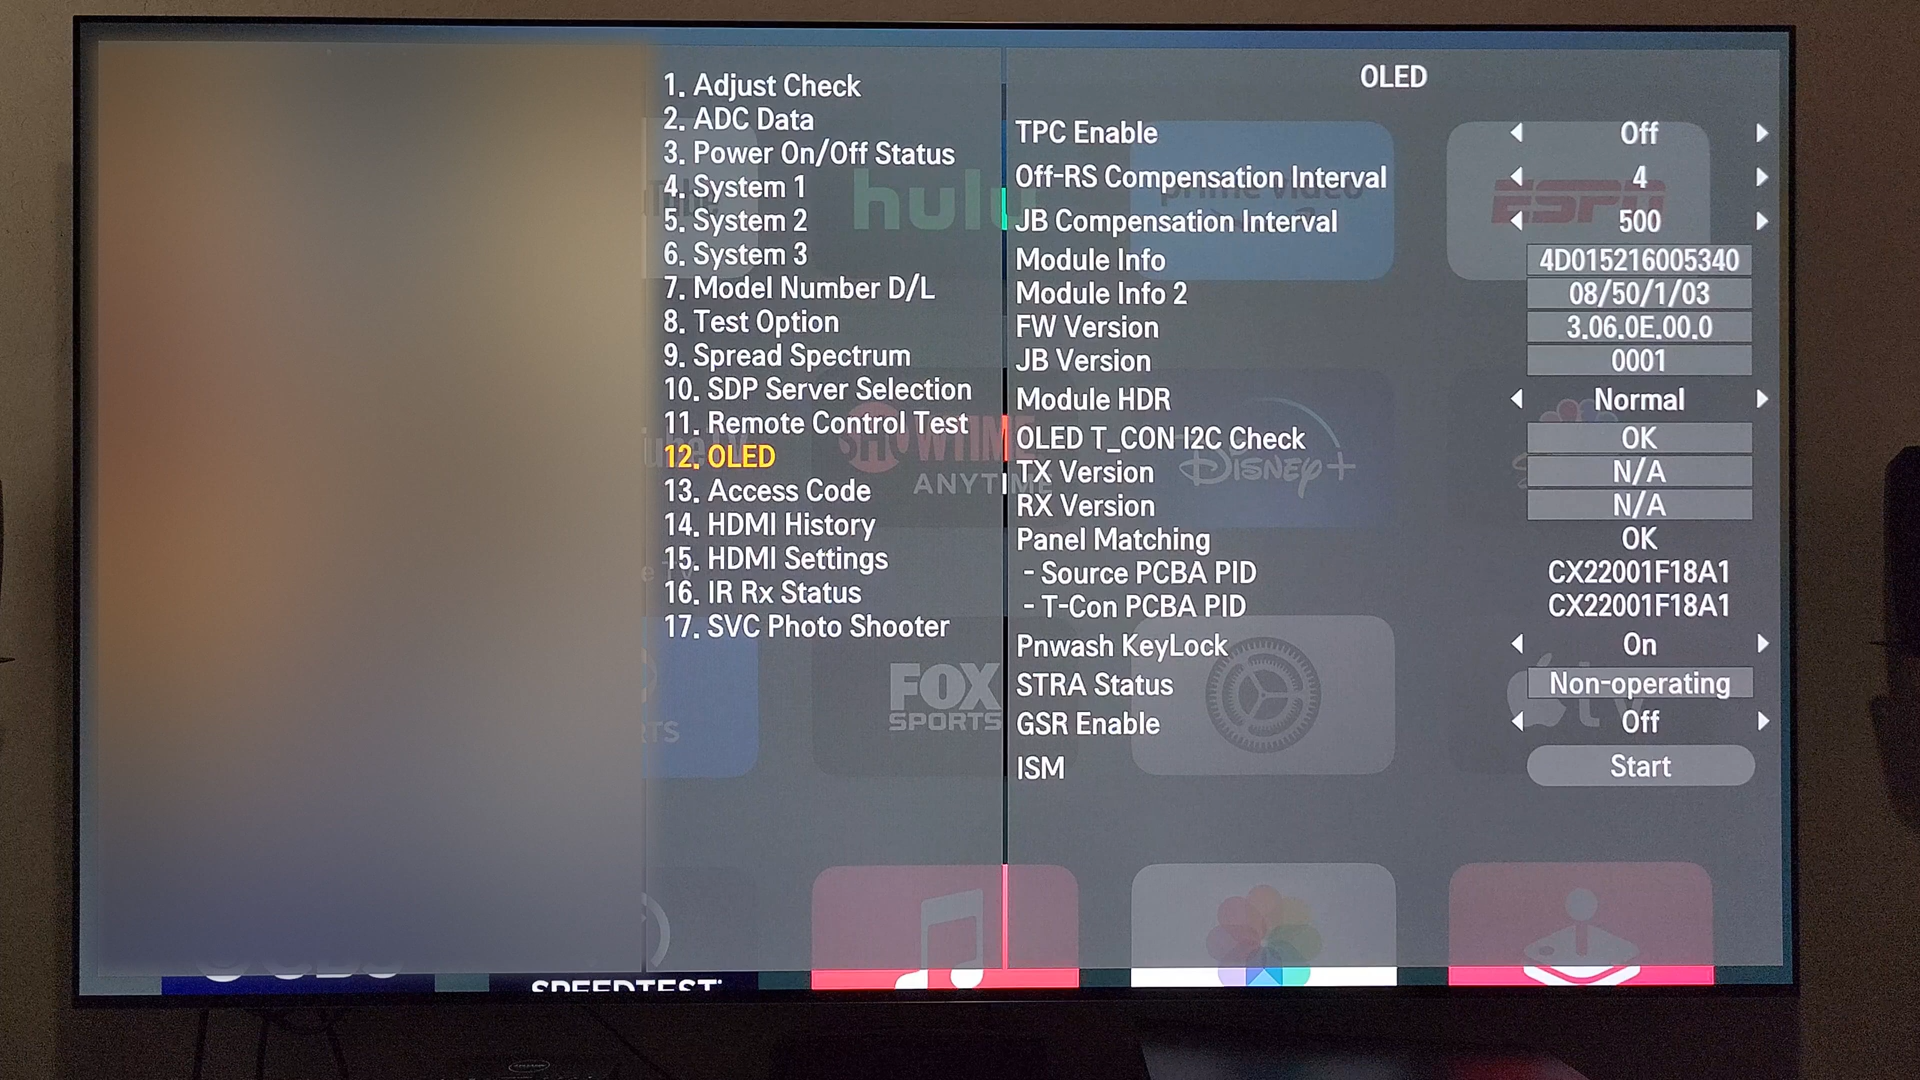 1. Adjust Check
2. ADC Data
3. Power On/Off Status
4. System 1
5. System 2
6. System 3
7. Model Number D/L
8. Test Option
9. Spread Spectrum
10. SDP Server Selection
11. Remote Control Test
12. OLED
13. Access Code
14. HDMI History
15. HDMI Settings
16. IR Rx Status
17. SVC Photo Shooter
OLED
TPC Enable Off
Off-RS Compensation Interval 4
JB Compensation Interval 500
Module Info 4D015216005340
Module Info 2 08/50/1/03
FW Version 3.06.0E.00.0
JB Version 0001
Module HDR Normal
OLED T_CON I2C Check OK
TX Version N/A
RX Version N/A
Panel Matching OK
- Source PCBA PID CX22001F18A1
- T-Con PCBA PID CX22001F18A1
Pnwash KeyLock On
STRA Status Non-operating
GSR Enable Off
ISM Start
hulu
prime video
ESPN
SHOWTIME
ANYTIME
Disney+
FOX
SPORTS
tv
SPEEDTEST